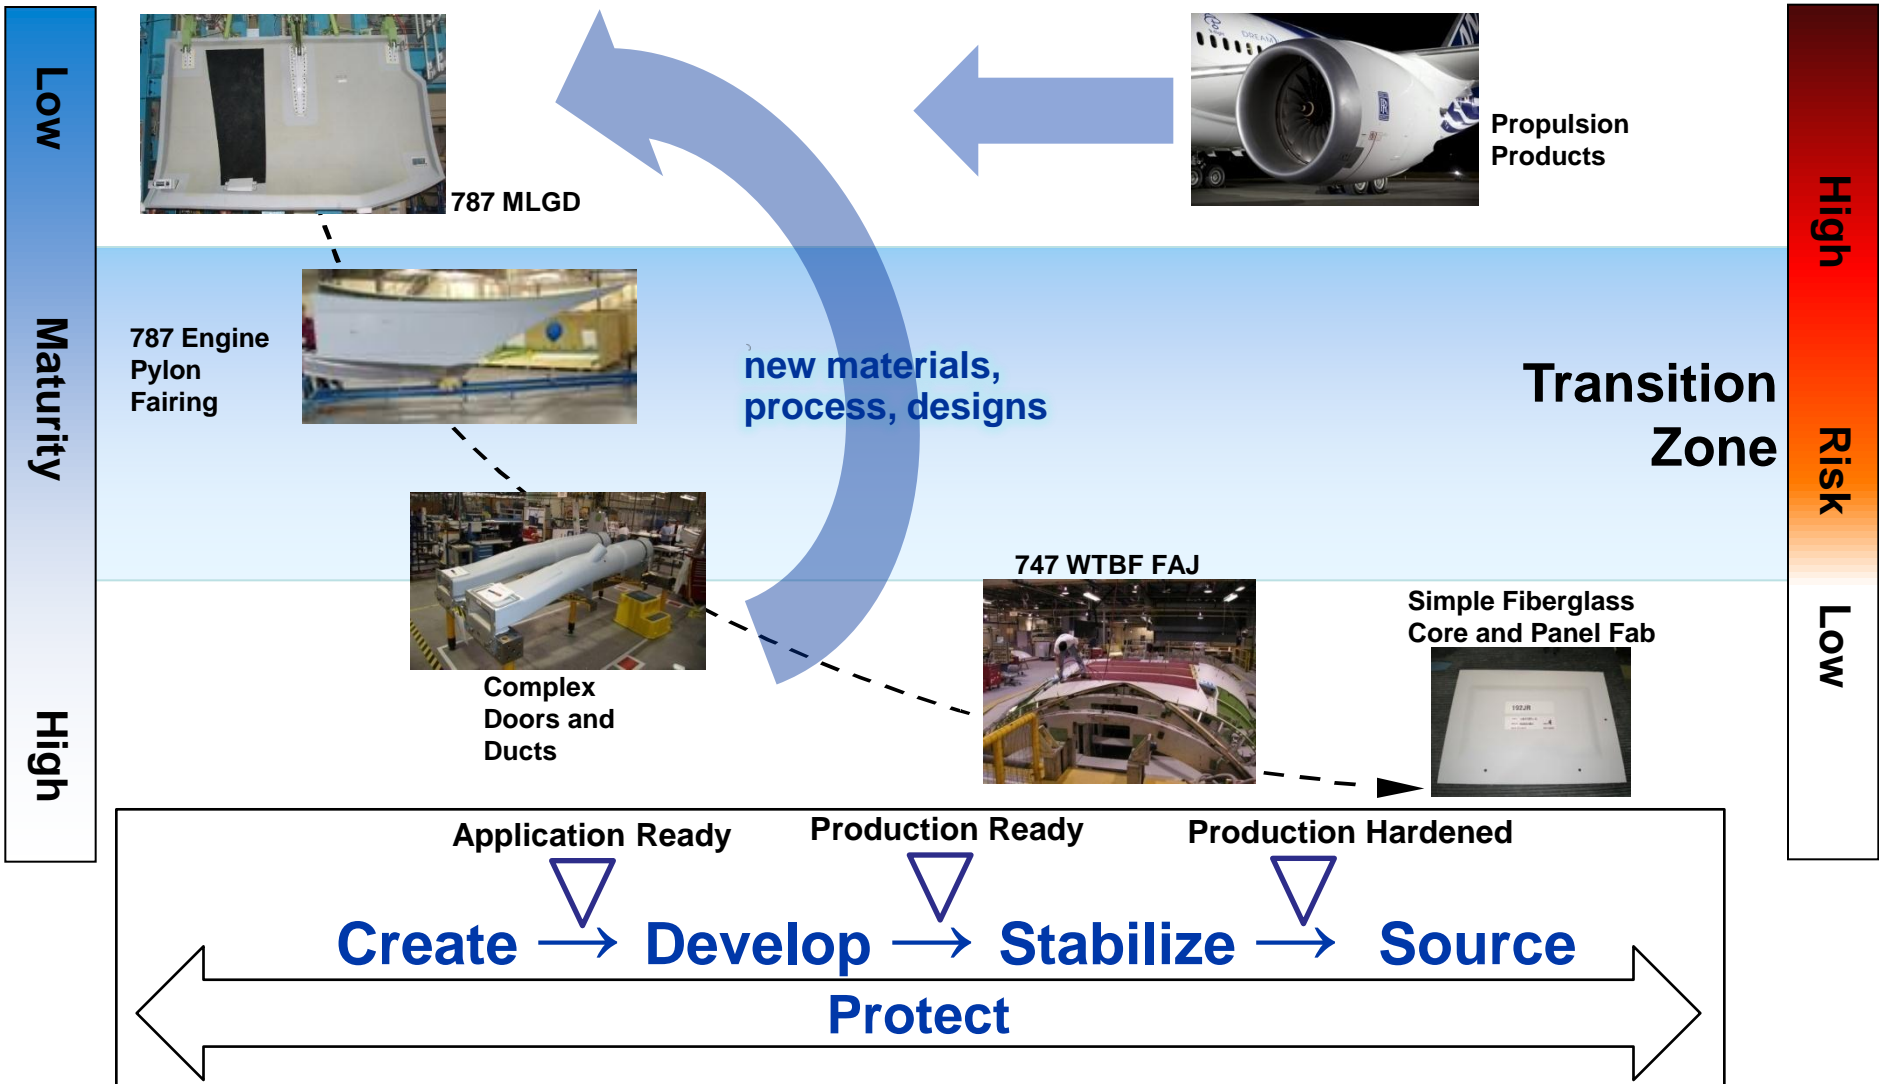 Low
Maturity
High
787 MLGD
DREAM
Propulsion
Products
High
Risk
Low
787 Engine
Pylon
Fairing
new materials,
process, designs
Transition
Zone
747 WTBF FAJ
Simple Fiberglass
Core and Panel Fab
192JR
Complex
Doors and
Ducts
Application Ready
Production Ready
Production Hardened
Create → Develop → Stabilize → Source
Protect